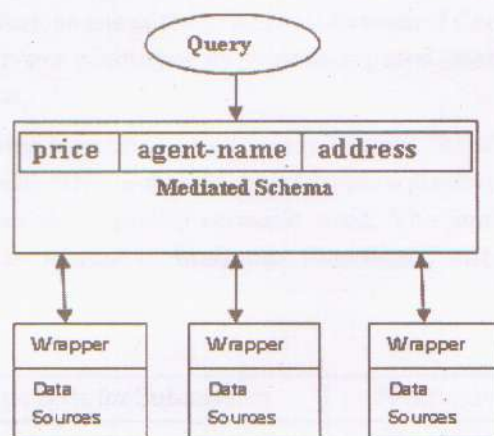 Query
price agent-name address
Mediated Schema
Wrapper
Data
Sources
Wrapper
Data
Sources
Wrapper
Data
Sources